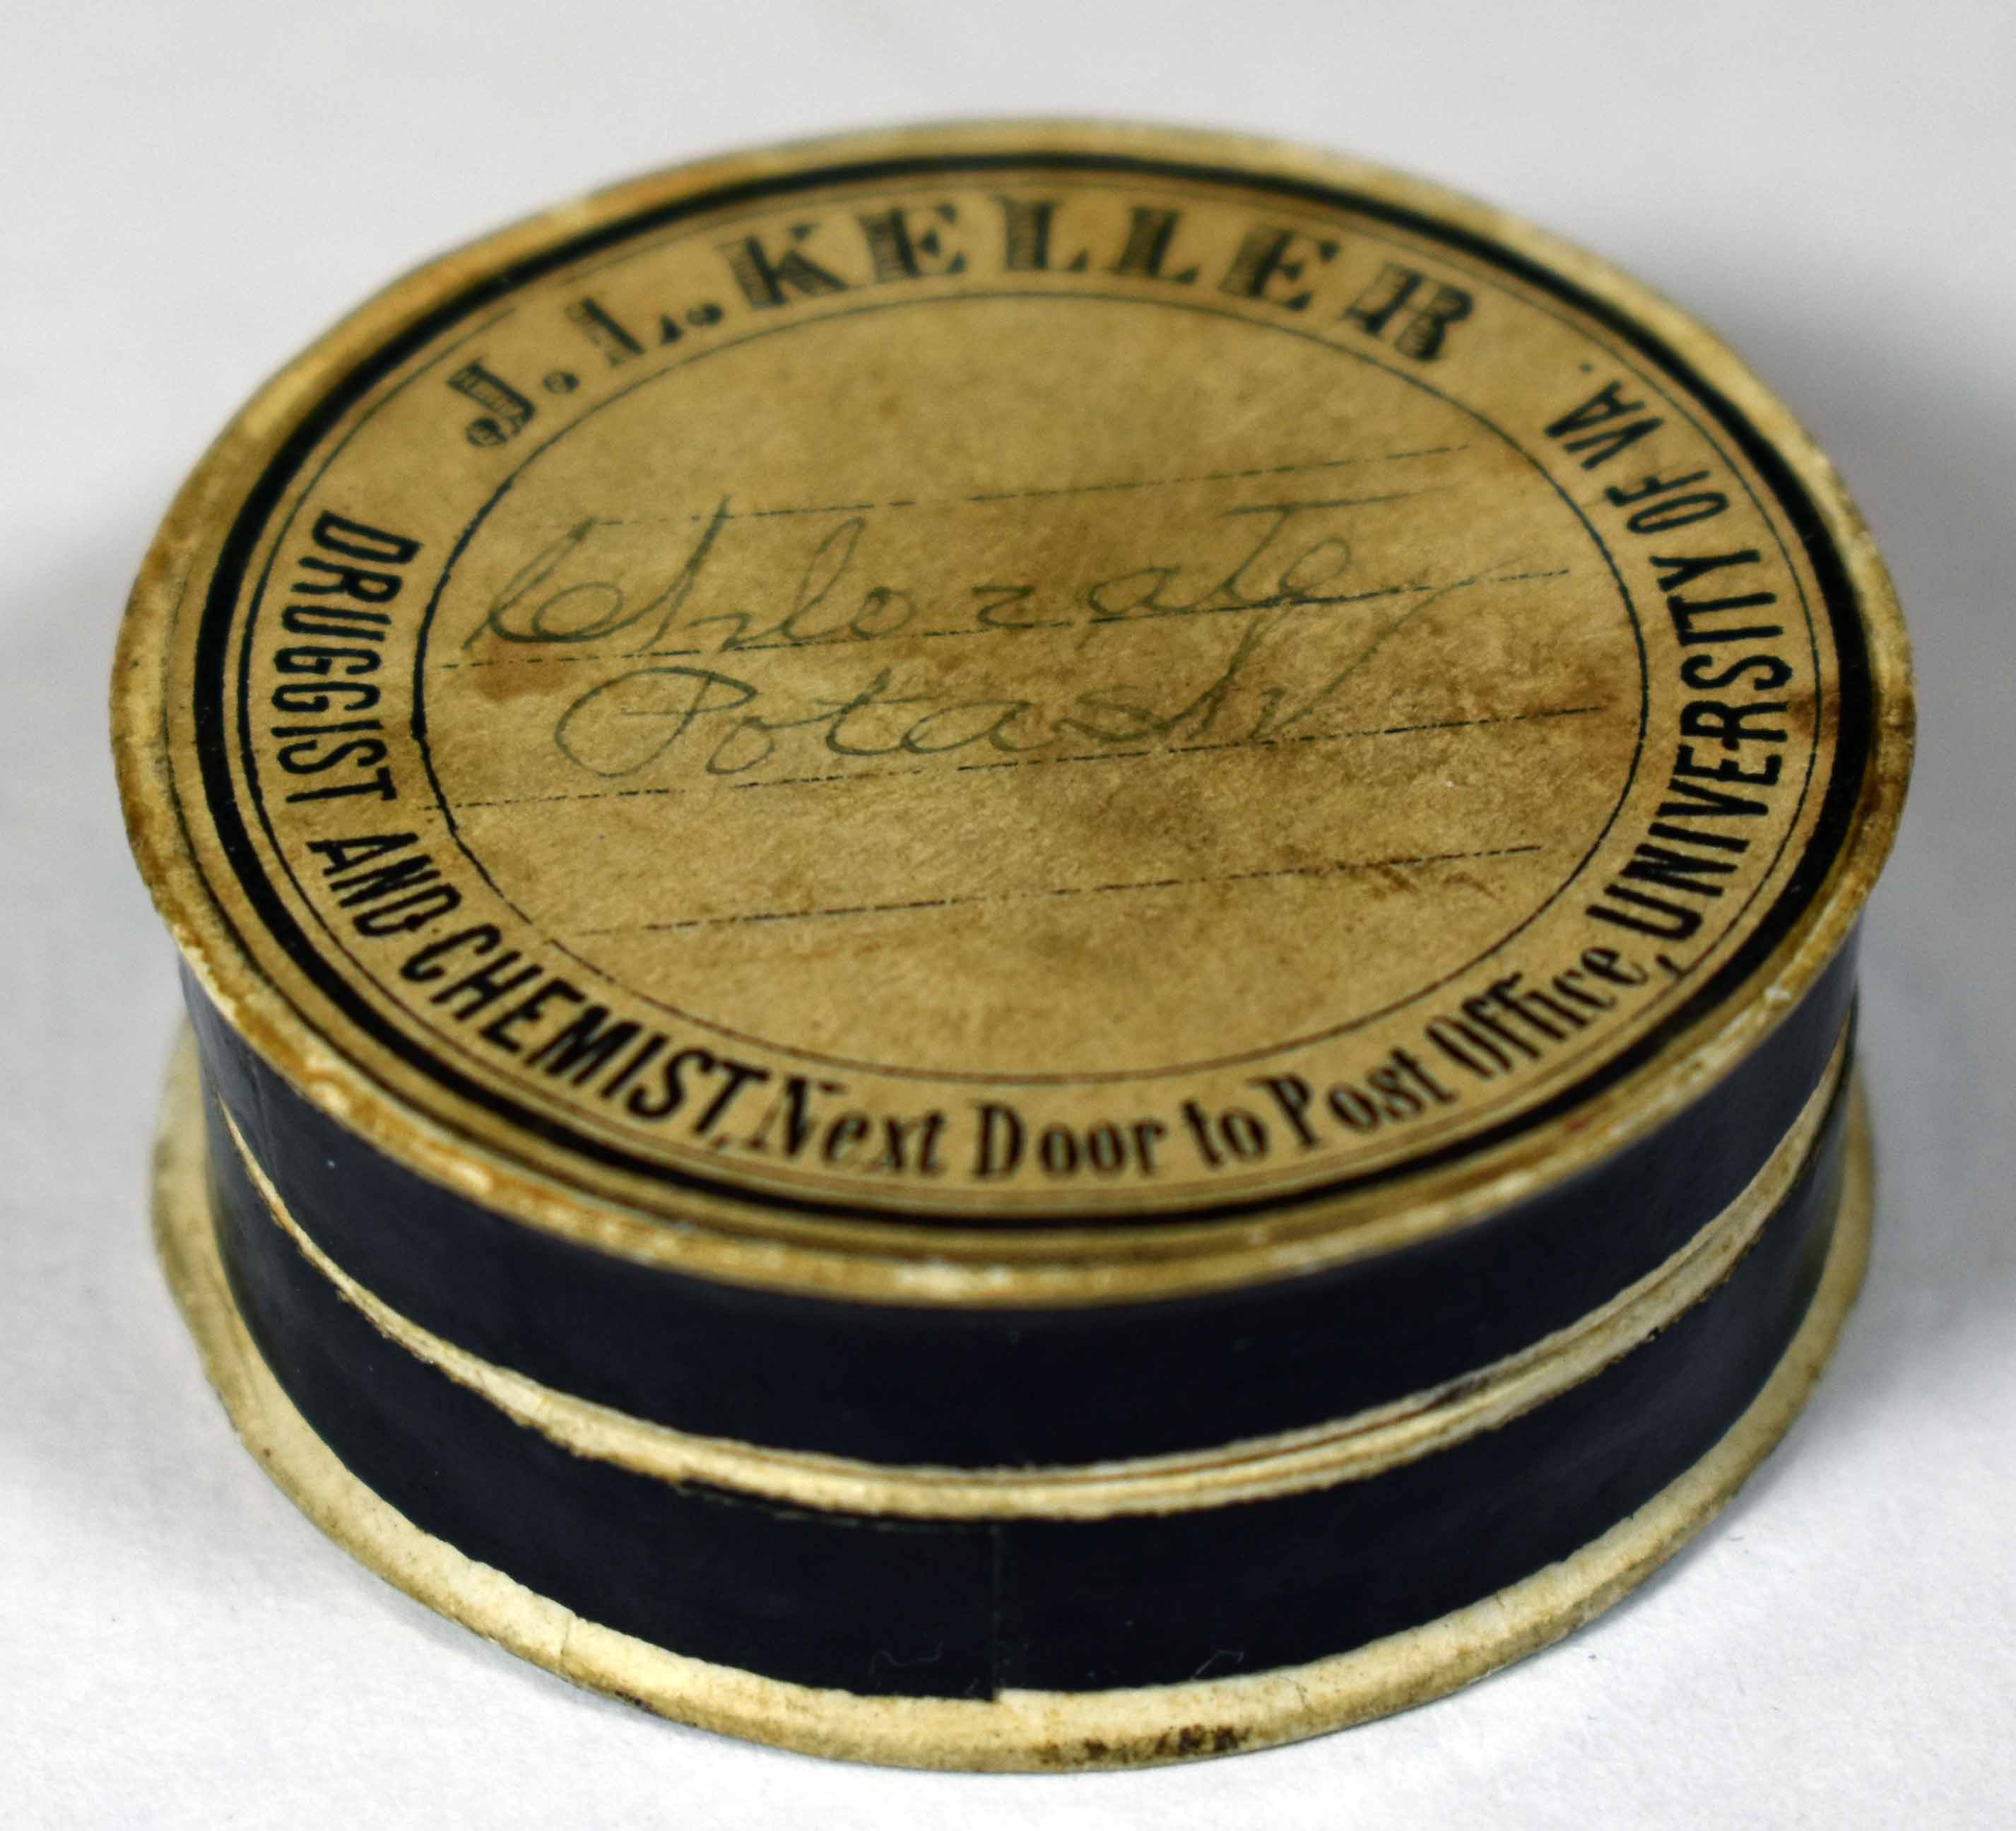 J. L. KELLER
DRUGGIST AND CHEMIST, Next Door to Post Office, UNIVERSITY OF VA.
Chlorate
Potash